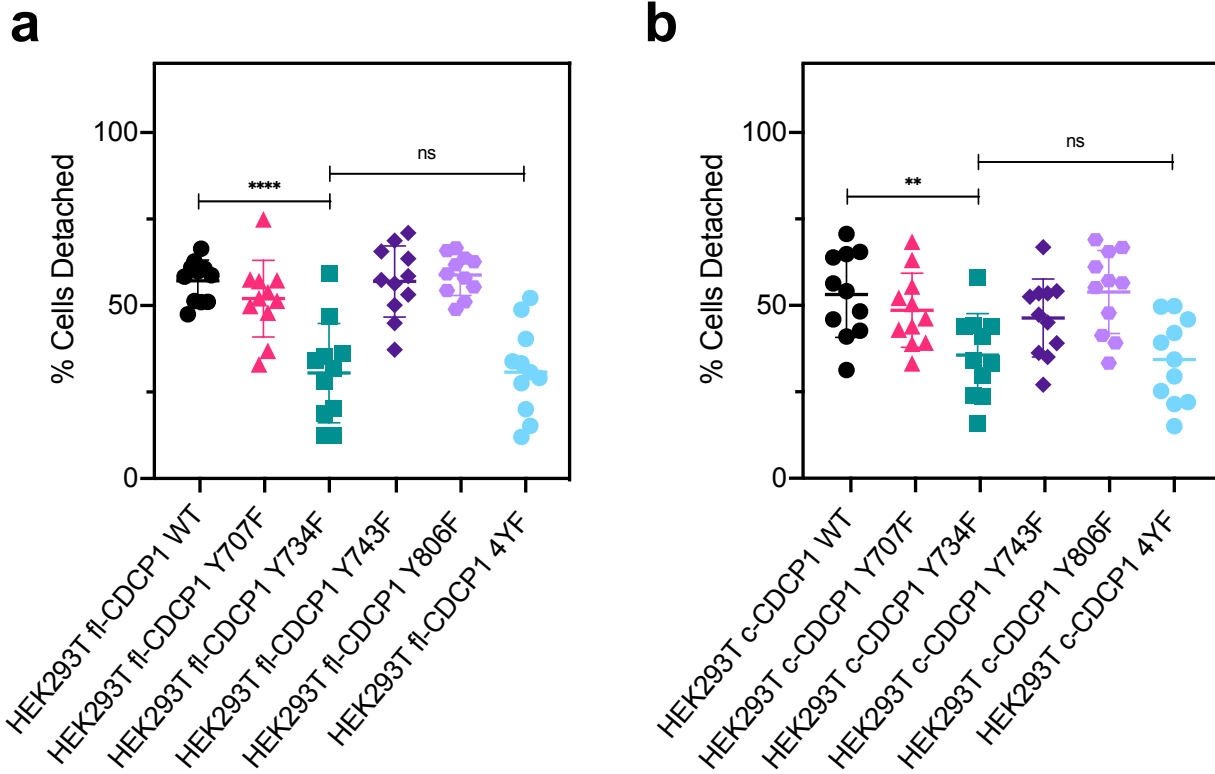 a
% Cells Detached
100
50
0
****
ns
HEK293T fl-CDCP1 WT
HEK293T fl-CDCP1 Y707F
HEK293T fl-CDCP1 Y734F
HEK293T fl-CDCP1 Y743F
HEK293T fl-CDCP1 Y806F
HEK293T fl-CDCP1 4YF
b
% Cells Detached
100
50
0
**
ns
HEK293T c-CDCP1 WT
HEK293T c-CDCP1 Y707F
HEK293T c-CDCP1 Y734F
HEK293T c-CDCP1 Y743F
HEK293T c-CDCP1 Y806F
HEK293T c-CDCP1 4YF